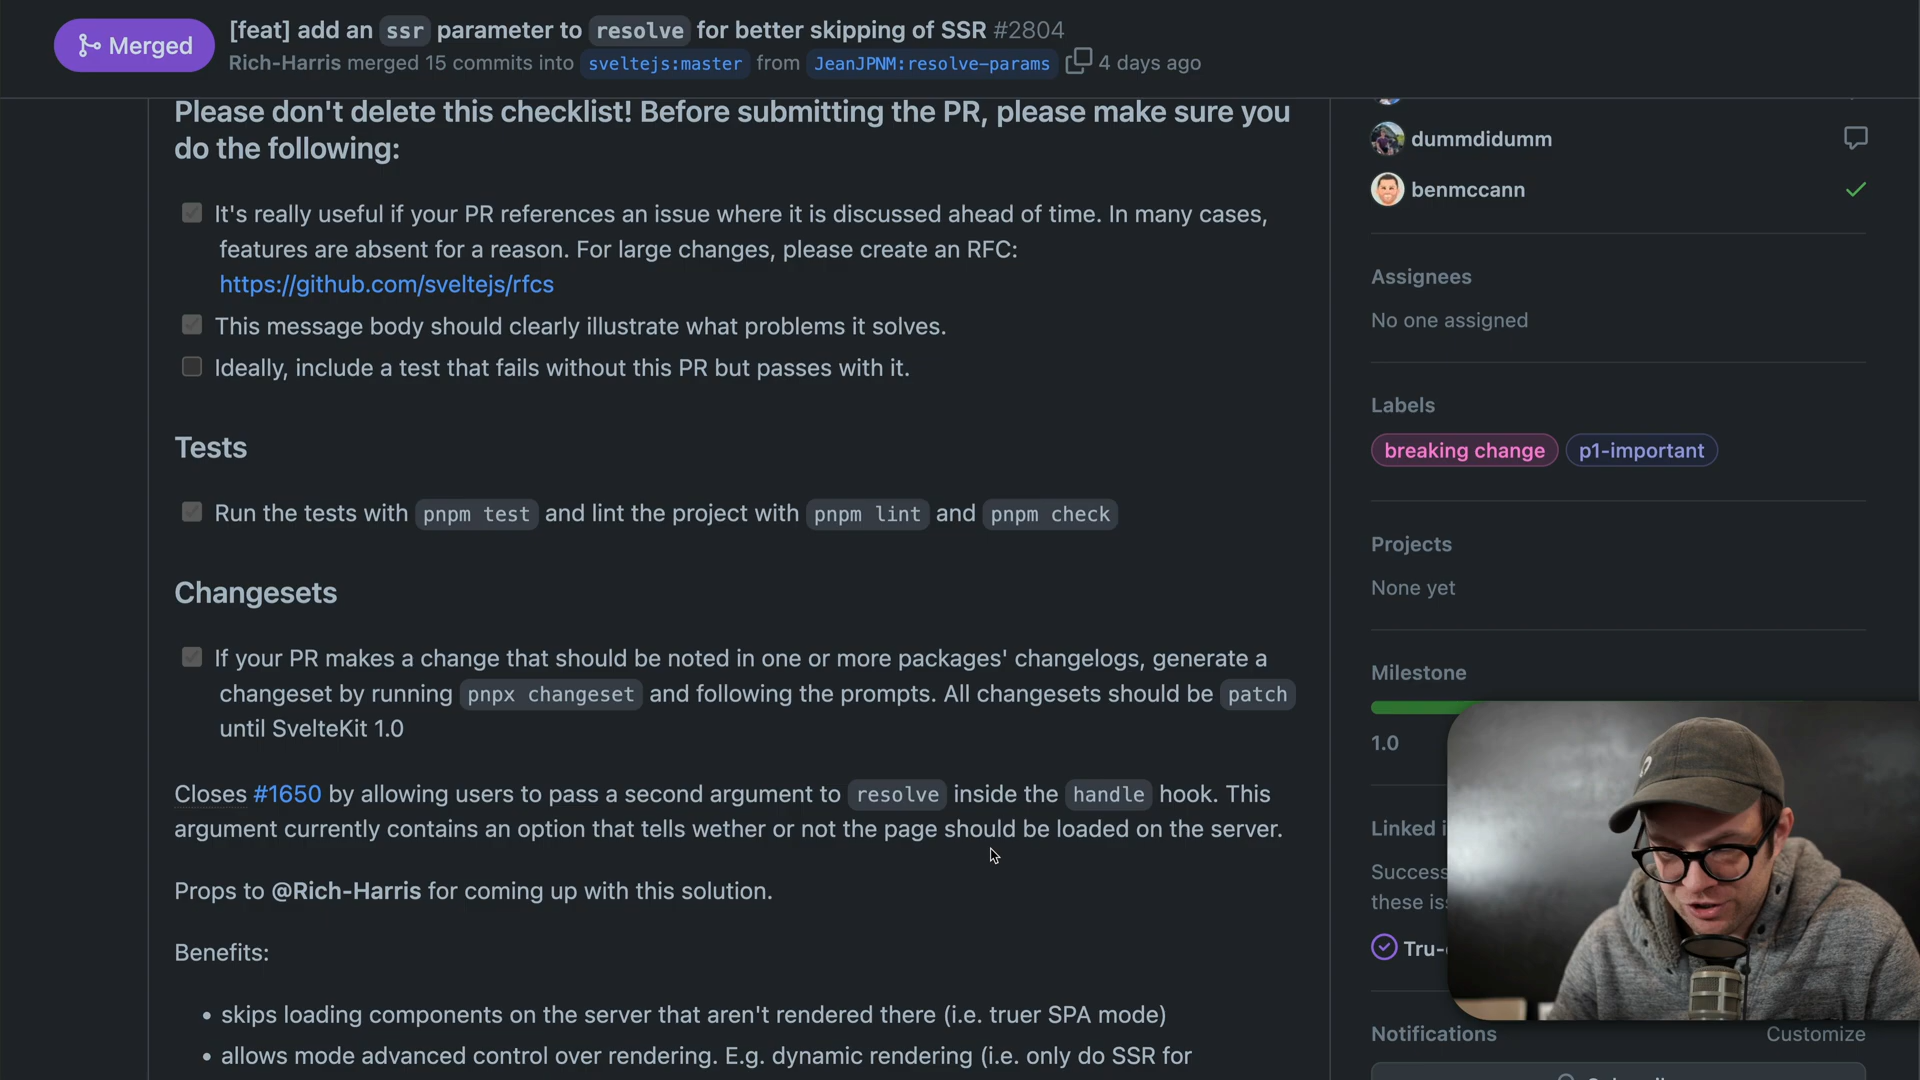 Merged
[feat] add an ssr parameter to resolve for better skipping of SSR #2804
Rich-Harris merged 15 commits into sveltejs:master from JeanJPNM:resolve-params 4 days ago
Please don't delete this checklist! Before submitting the PR, please make sure you
do the following:
It's really useful if your PR references an issue where it is discussed ahead of time. In many cases,
features are absent for a reason. For large changes, please create an RFC:
https://github.com/sveltejs/rfcs
This message body should clearly illustrate what problems it solves.
Ideally, include a test that fails without this PR but passes with it.
Tests
Run the tests with pnpm test and lint the project with pnpm lint and pnpm check
Changesets
If your PR makes a change that should be noted in one or more packages' changelogs, generate a
changeset by running pnpx changeset and following the prompts. All changesets should be patch
until SvelteKit 1.0
Closes #1650 by allowing users to pass a second argument to resolve inside the handle hook. This
argument currently contains an option that tells wether or not the page should be loaded on the server.
Props to @Rich-Harris for coming up with this solution.
Benefits:
• skips loading components on the server that aren't rendered there (i.e. truer SPA mode)
• allows mode advanced control over rendering. E.g. dynamic rendering (i.e. only do SSR for
dummdidumm
benmccann
Assignees
No one assigned
Labels
breaking change p1-important
Projects
None yet
Milestone
1.0
Linked i
Success
these is
Tru-
Notifications Customize